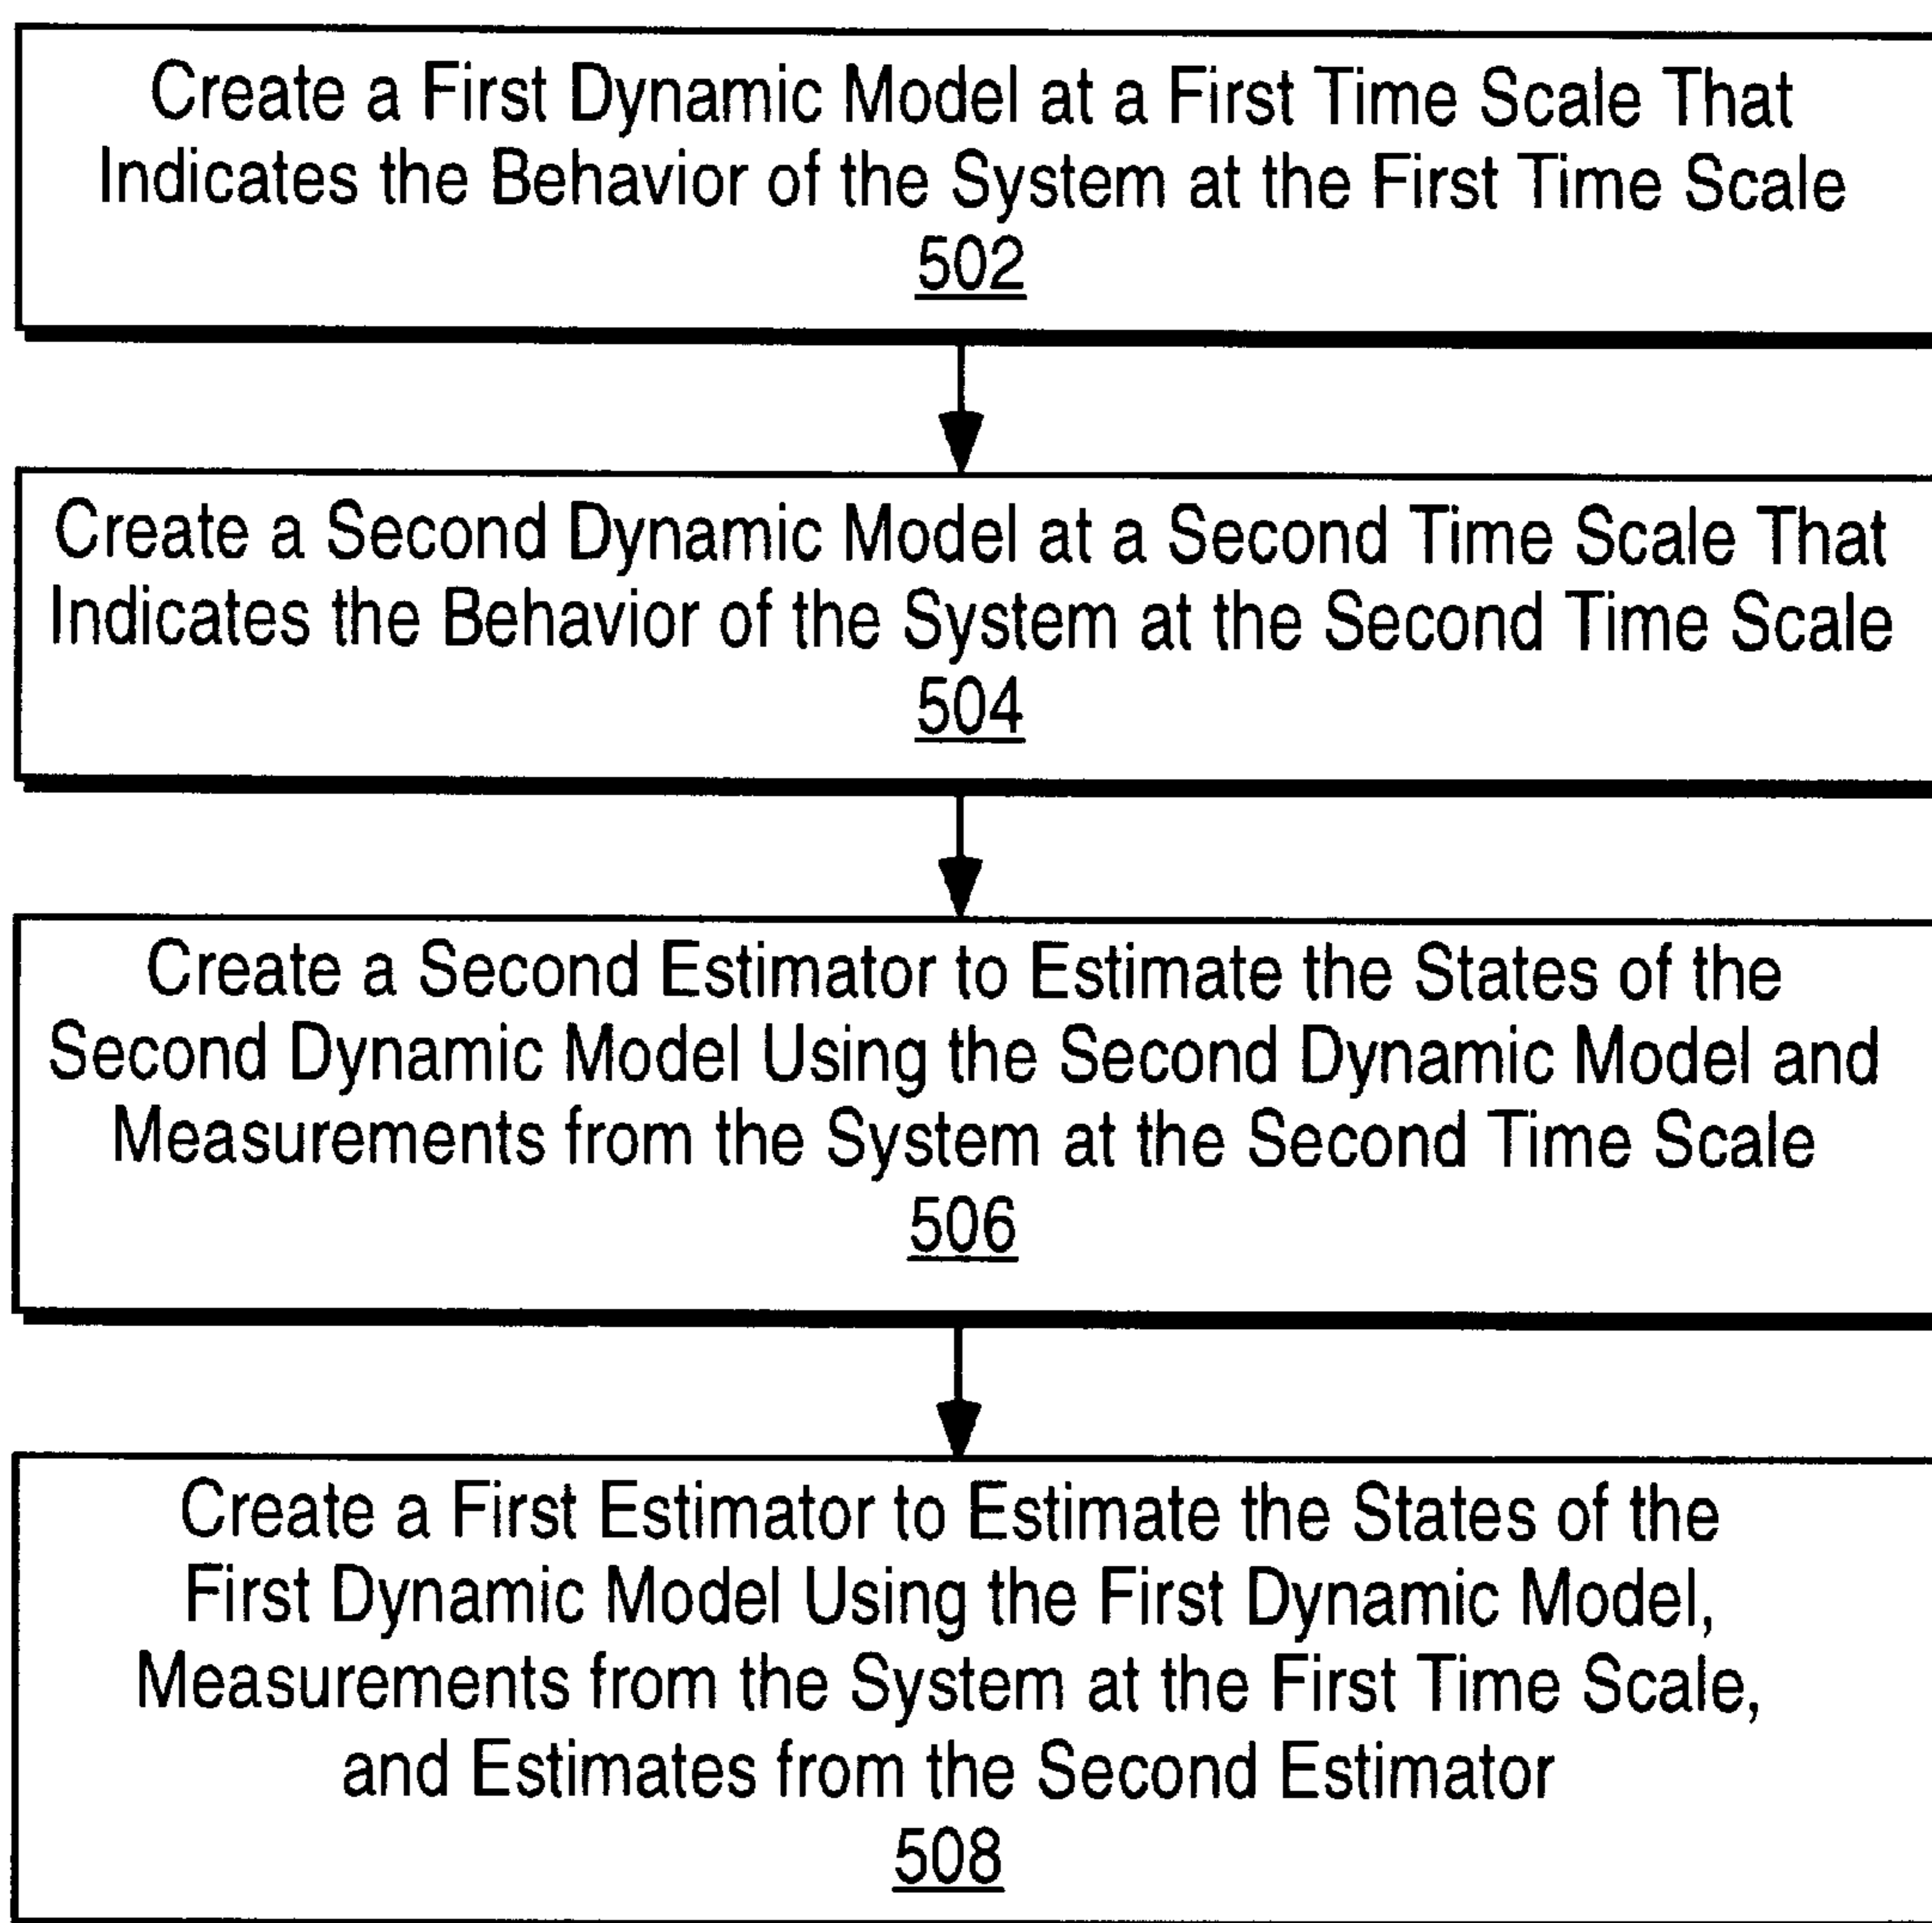 Create a First Dynamic Model at a First Time Scale That
Indicates the Behavior of the System at the First Time Scale
502
Create a Second Dynamic Model at a Second Time Scale That
Indicates the Behavior of the System at the Second Time Scale
504
Create a Second Estimator to Estimate the States of the
Second Dynamic Model Using the Second Dynamic Model and
Measurements from the System at the Second Time Scale
506
Create a First Estimator to Estimate the States of the
First Dynamic Model Using the First Dynamic Model,
Measurements from the System at the First Time Scale,
and Estimates from the Second Estimator
508